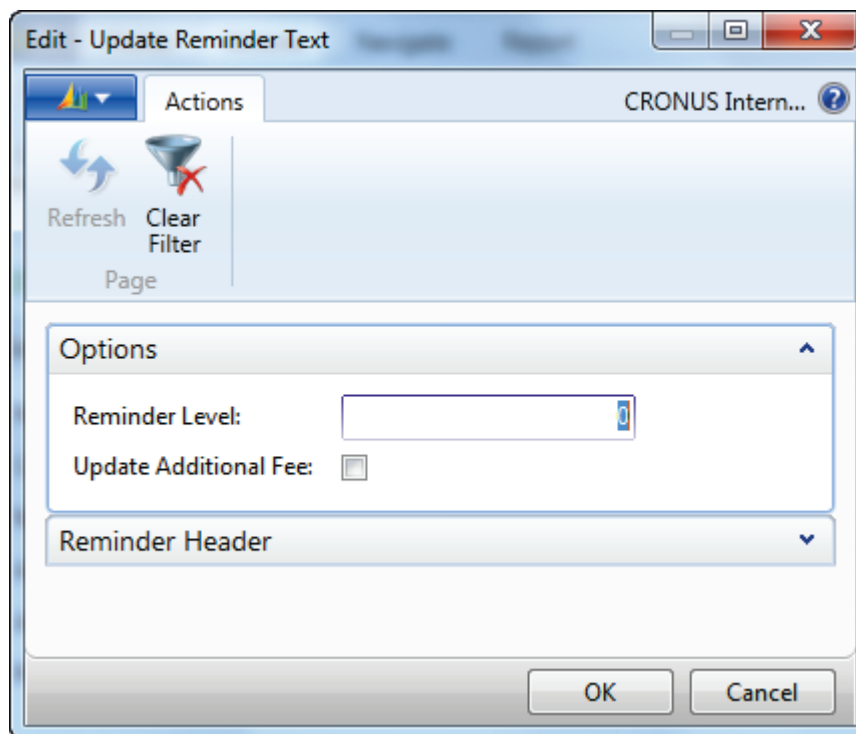 Edit - Update Reminder Text
Actions
CRONUS Intern...
Refresh
Clear
Filter
Page
Options
Reminder Level:
0
Update Additional Fee:
Reminder Header
OK
Cancel